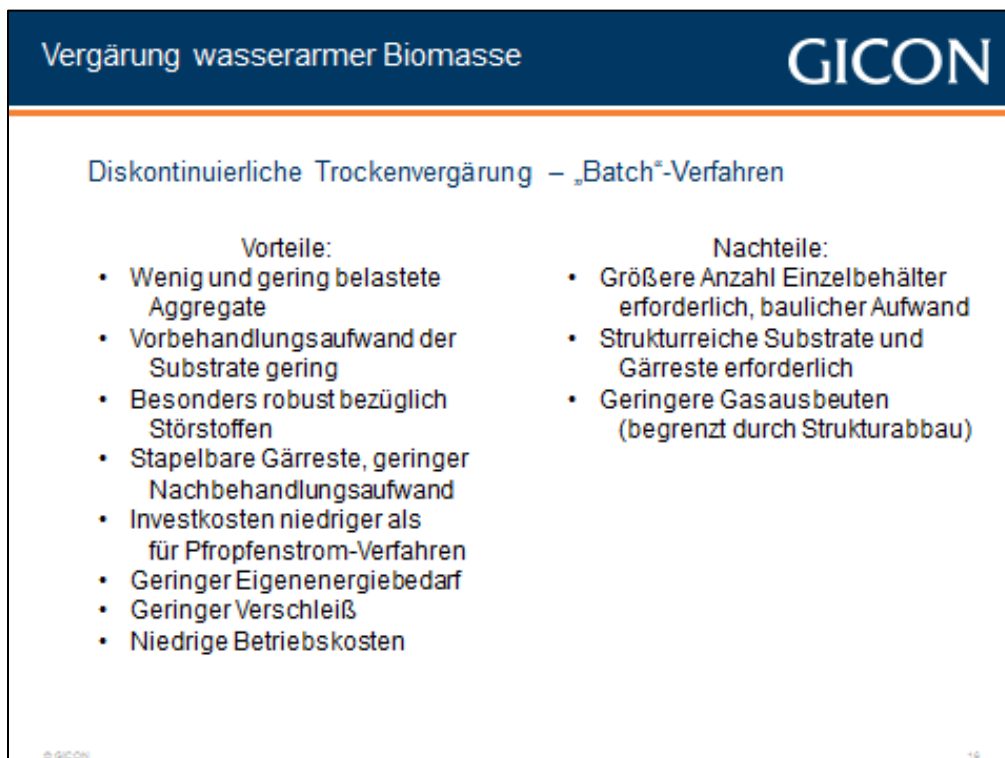 Vergärung wasserarmer Biomasse
GICON
Diskontinuierliche Trockenvergärung – „Batch“-Verfahren
Vorteile:
• Wenig und gering belastete
Aggregate
• Vorbehandlungsaufwand der
Substrate gering
• Besonders robust bezüglich
Störstoffen
• Stapelbare Gärreste, geringer
Nachbehandlungsaufwand
• Investkosten niedriger als
für Pfropfenstrom-Verfahren
• Geringer Eigenenergiebedarf
• Geringer Verschleiß
• Niedrige Betriebskosten
Nachteile:
• Größere Anzahl Einzelbehälter
erforderlich, baulicher Aufwand
• Strukturreiche Substrate und
Gärreste erforderlich
• Geringere Gasausbeuten
(begrenzt durch Strukturabbau)
© GICON